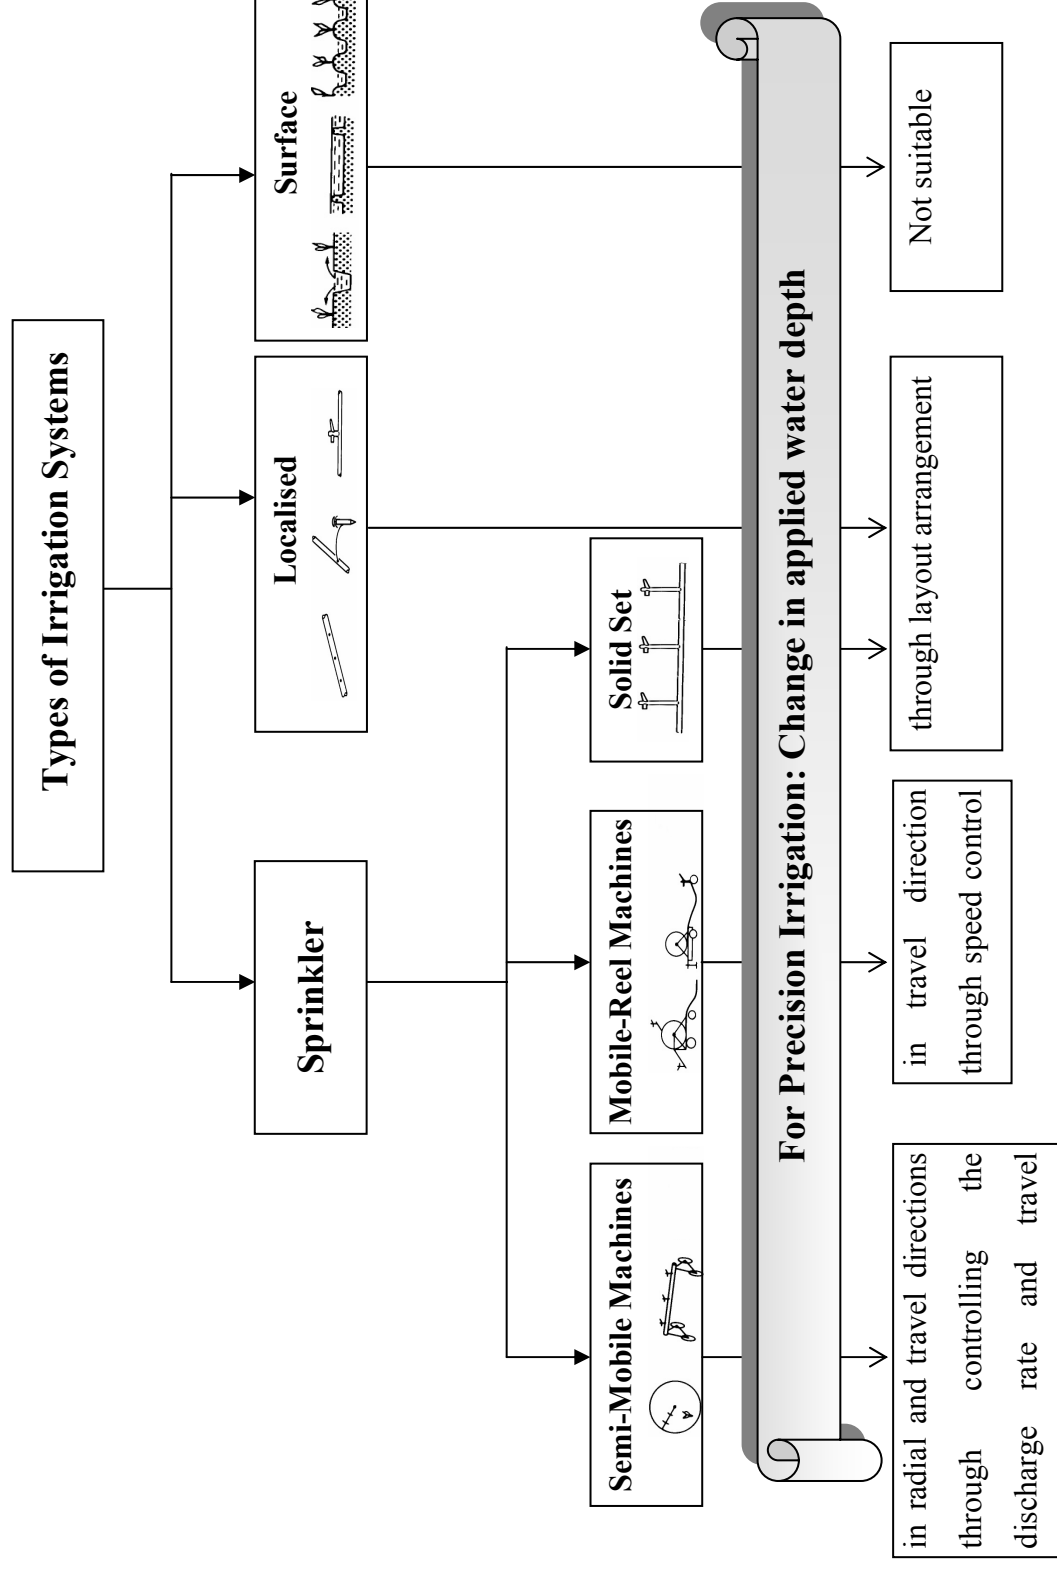 Types of Irrigation Systems
Sprinkler
Localised
Surface
Semi-Mobile Machines
Mobile-Reel Machines
Solid Set
For Precision Irrigation: Change in applied water depth
in radial and travel directions
through controlling the
discharge rate and travel
in travel direction
through speed control
through layout arrangement
Not suitable